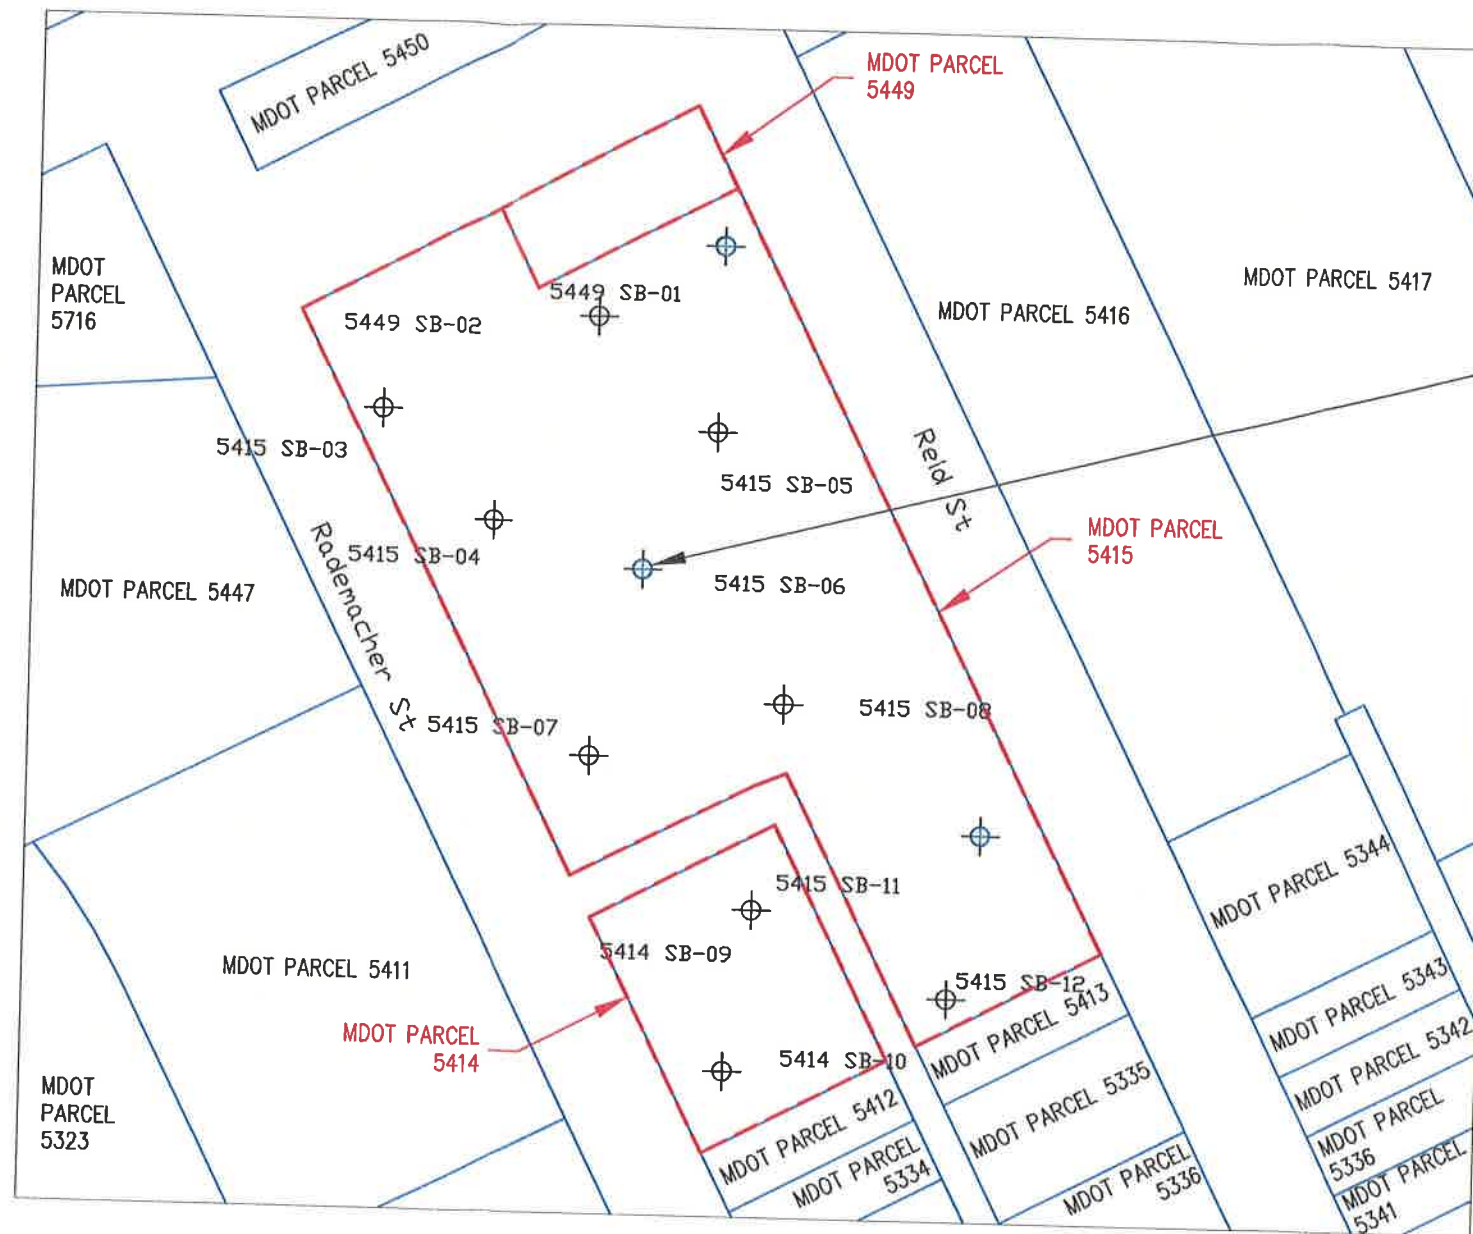 MDOT PARCEL 5450
MDOT PARCEL
5449
MDOT
PARCEL
5716
MDOT PARCEL 5417
MDOT PARCEL 5416
5449 SB-01
5449 SB-02
5415 SB-03
Reid St
5415 SB-05
MDOT PARCEL
5415
Rademacher St
5415 SB-04
5415 SB-06
MDOT PARCEL 5447
5415 SB-07
5415 SB-08
MDOT PARCEL 5344
5415 SB-11
5414 SB-09
MDOT PARCEL 5411
5415 SB-12
MDOT PARCEL 5413
MDOT PARCEL 5343
MDOT PARCEL
5414
5414 SB-10
MDOT PARCEL 5342
MDOT
PARCEL
5323
MDOT PARCEL 5412
MDOT PARCEL 5335
MDOT PARCEL
5336
MDOT PARCEL
5334
MDOT PARCEL
5336
MDOT PARCEL
5341